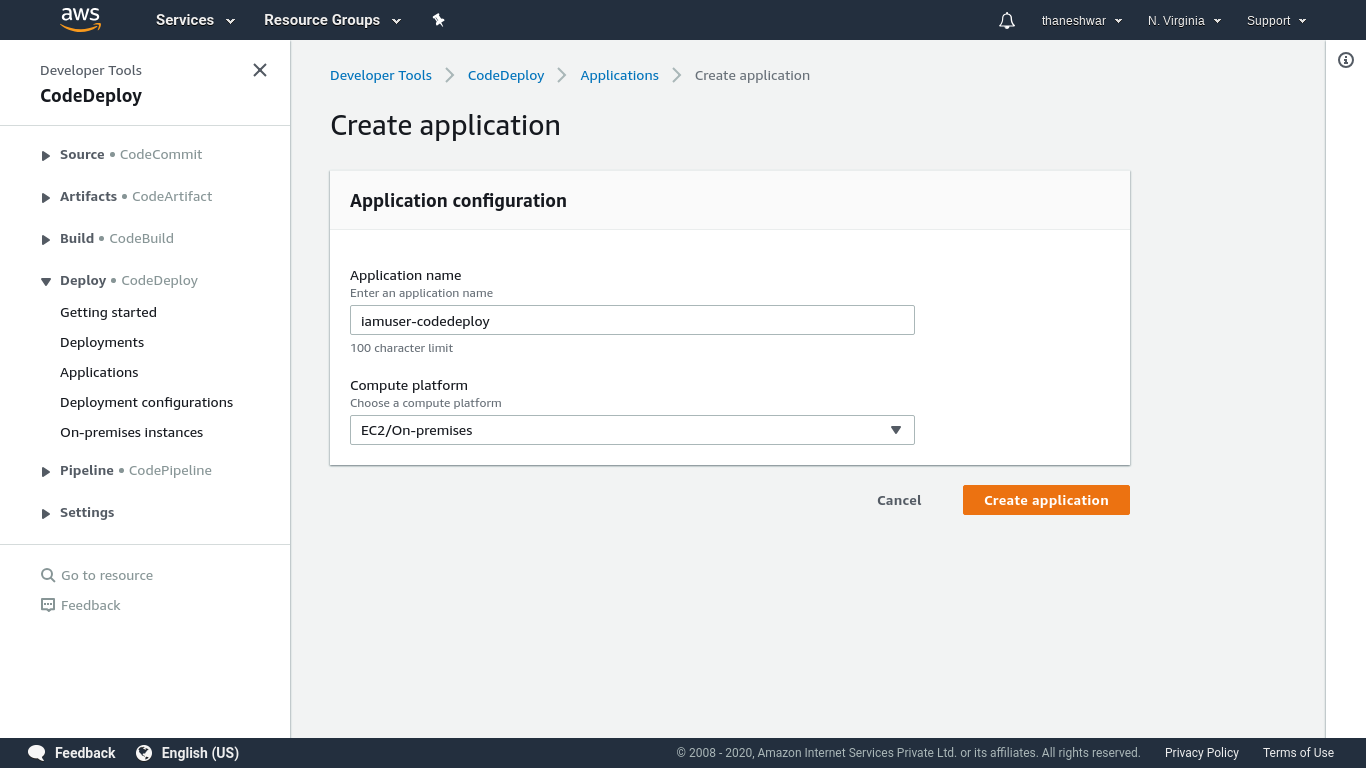 aws Services Resource Groups thaneshwar N. Virginia Support
Developer Tools
CodeDeploy
Source • CodeCommit
Artifacts • CodeArtifact
Build • CodeBuild
Deploy • CodeDeploy
Getting started
Deployments
Applications
Deployment configurations
On-premises instances
Pipeline • CodePipeline
Settings
Go to resource
Feedback
Developer Tools CodeDeploy Applications Create application
Create application
Application configuration
Application name
Enter an application name
iamuser-codedeploy
100 character limit
Compute platform
Choose a compute platform
EC2/On-premises
Cancel Create application
Feedback English (US) © 2008 - 2020, Amazon Internet Services Private Ltd. or its affiliates. All rights reserved. Privacy Policy Terms of Use